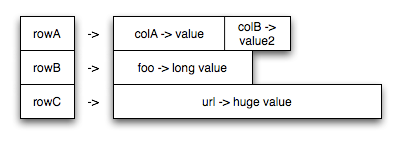 rowA -> colA -> value colB -> value2
rowB -> foo -> long value
rowC -> url -> huge value